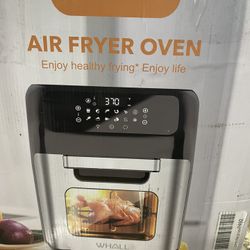 AIR FRYER OVEN
Enjoy healthy frying* Enjoy life
370
WHALL